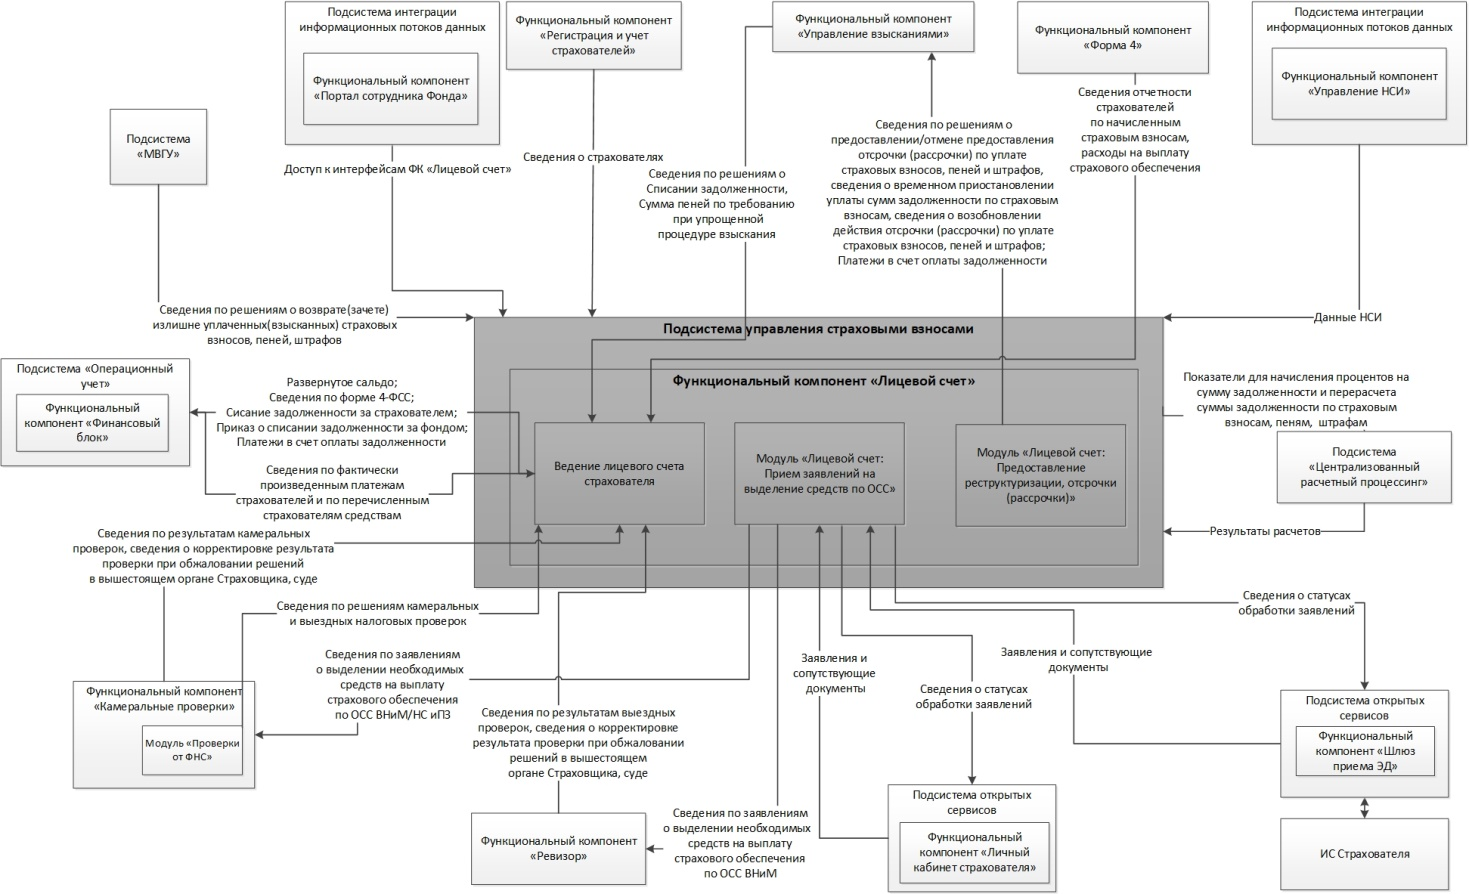 Подсистема интеграции
информационных потоков данных
Функциональный компонент
«Портал сотрудника Фонда»
Функциональный компонент
«Регистрация и учет
страхователей»
Функциональный компонент
«Управление взысканиями»
Функциональный компонент
«Форма 4»
Подсистема интеграции
информационных потоков данных
Функциональный компонент
«Управление НСИ»
Подсистема
«МВГУ»
Доступ к интерфейсам ФК «Лицевой счет»
Сведения о страхователях
Сведения по решениям о
Списании задолженности,
Сумма пеней по требованию
при упрощенной
процедуре взыскания
Сведения по решениям о
предоставлении/отмене предоставления
отсрочки (рассрочки) по уплате
страховых взносов, пеней и штрафов,
сведения о временном приостановлении
уплаты сумм задолженности по страховым
взносам, сведения о возобновлении
действия отсрочки (рассрочки) по уплате
страховых взносов, пеней и штрафов;
Платежи в счет оплаты задолженности
Сведения отчетности
страхователей
по начисленным
страховым взносам,
расходы на выплату
страхового обеспечения
Сведения по решениям о возврате(зачете)
излишне уплаченных(взысканных) страховых
взносов, пеней, штрафов
Данные НСИ
Подсистема управления страховыми взносами
Функциональный компонент «Лицевой счет»
Ведение лицевого счета
страхователя
Модуль «Лицевой счет:
Прием заявлений на
выделение средств по ОСС»
Модуль «Лицевой счет:
Предоставление
реструктуризации, отсрочки
(рассрочки)»
Подсистема «Операционный
учет»
Функциональный
компонент «Финансовый
блок»
Развернутое сальдо;
Сведения по форме 4-ФСС;
Сисание задолженности за страхователем;
Приказ о списании задолженности за фондом;
Платежи в счет оплаты задолженности
Сведения по фактически
произведенным платежам
страхователей и по перечисленным
страхователям средствам
Показатели для начисления процентов на
сумму задолженности и перерасчета
суммы задолженности по страховым
взносам, пеням, штрафам
Подсистема
«Централизованный
расчетный процессинг»
Результаты расчетов
Сведения по результатам камеральных
проверок, сведения о корректировке результата
проверки при обжаловании решений
в вышестоящем органе Страховщика, суде
Сведения по решениям камеральных
и выездных налоговых проверок
Сведения по заявлениям
о выделении необходимых
средств на выплату
страхового обеспечения
по ОСС ВНиМ/НС иПЗ
Функциональный компонент
«Камеральные проверки»
Модуль «Проверки
от ФНС»
Сведения по результатам выездных
проверок, сведения о корректировке
результата проверки при обжаловании
решений в вышестоящем
органе Страховщика, суде
Функциональный компонент
«Ревизор»
Сведения по заявлениям
о выделении необходимых
средств на выплату
страхового обеспечения
по ОСС ВНиМ
Заявления и
сопутствующие
документы
Сведения о статусах
обработки заявлений
Подсистема открытых
сервисов
Функциональный
компонент «Личный
кабинет страхователя»
Заявления и сопутствующие
документы
Сведения о статусах
обработки заявлений
Подсистема открытых
сервисов
Функциональный
компонент «Шлюз
приема ЭД»
ИС Страхователя